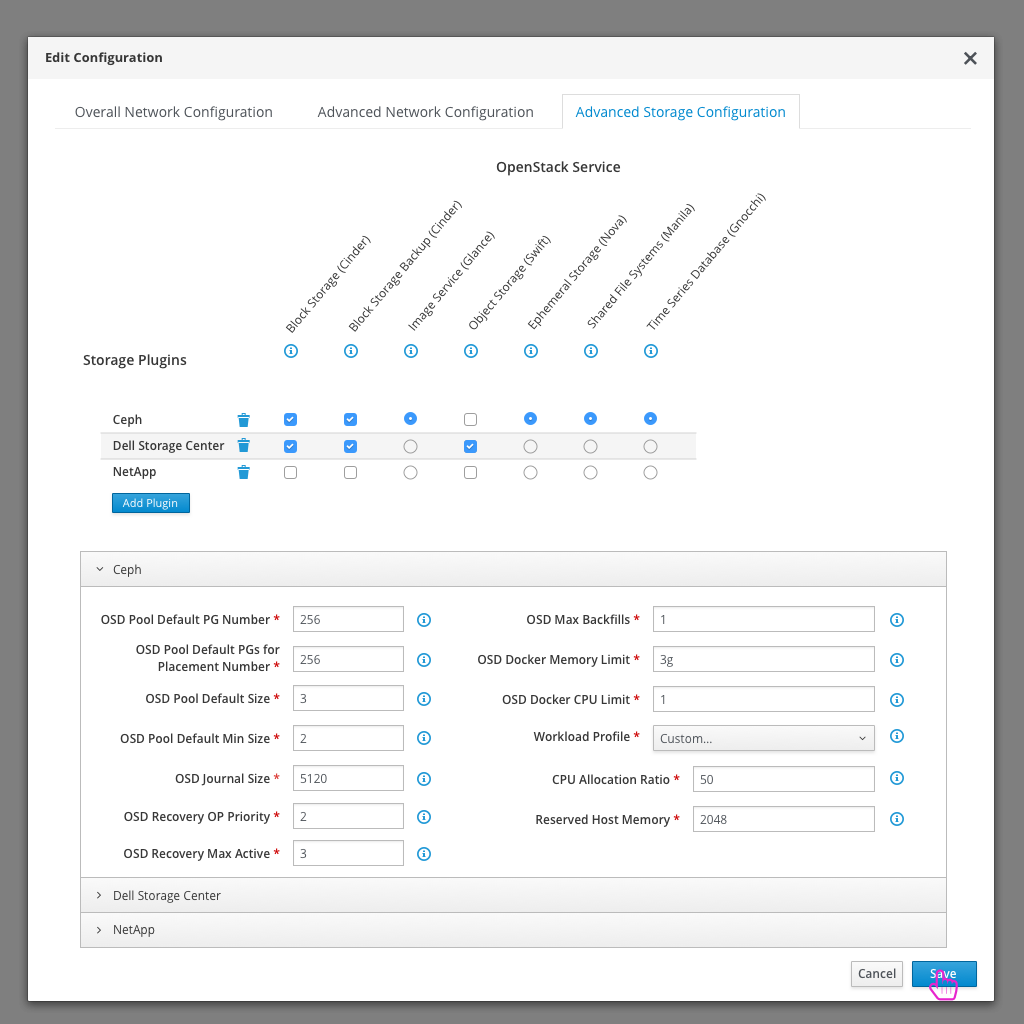 Edit Configuration
Overall Network Configuration
Advanced Network Configuration
Advanced Storage Configuration
OpenStack Service
Block Storage (Cinder)
Block Storage Backup (Cinder)
Image Service (Glance)
Object Storage (Swift)
Ephemeral Storage (Nova)
Shared File Systems (Manila)
Time Series Database (Gnocchi)
Storage Plugins
Ceph
Dell Storage Center
NetApp
Add Plugin
Ceph
OSD Pool Default PG Number * 256
OSD Pool Default PGs for
Placement Number * 256
OSD Pool Default Size * 3
OSD Pool Default Min Size * 2
OSD Journal Size * 5120
OSD Recovery OP Priority * 2
OSD Recovery Max Active * 3
OSD Max Backfills * 1
OSD Docker Memory Limit * 3g
OSD Docker CPU Limit * 1
Workload Profile * Custom...
CPU Allocation Ratio * 50
Reserved Host Memory * 2048
Dell Storage Center
NetApp
Cancel
Save